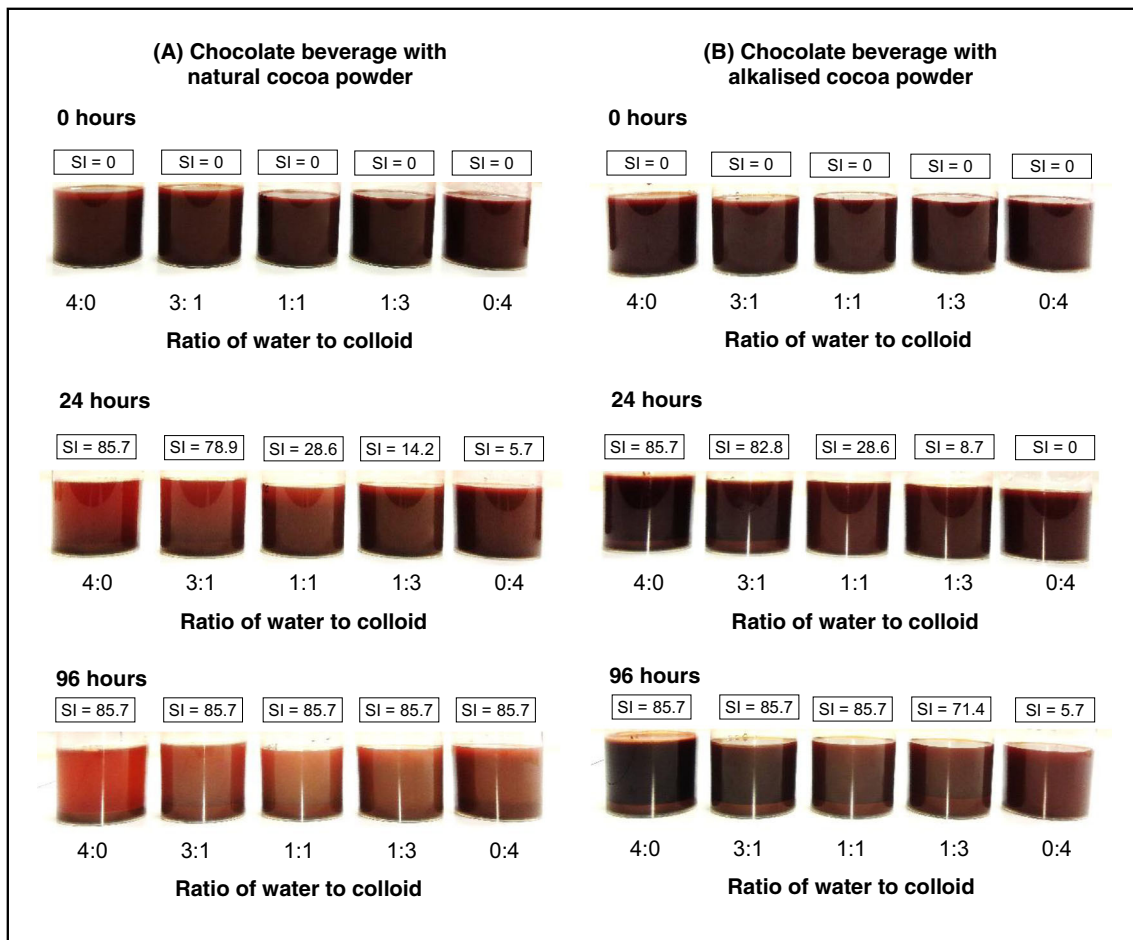 (A) Chocolate beverage with
natural cocoa powder
0 hours
SI = 0 SI = 0 SI = 0 SI = 0 SI = 0
4:0 3: 1 1:1 1:3 0:4
Ratio of water to colloid
24 hours
SI = 85.7 SI = 78.9 SI = 28.6 SI = 14.2 SI = 5.7
4:0 3:1 1:1 1:3 0:4
Ratio of water to colloid
96 hours
SI = 85.7 SI = 85.7 SI = 85.7 SI = 85.7 SI = 85.7
4:0 3:1 1:1 1:3 0:4
Ratio of water to colloid
(B) Chocolate beverage with
alkalised cocoa powder
0 hours
SI = 0 SI = 0 SI = 0 SI = 0 SI = 0
4:0 3:1 1:1 1:3 0:4
Ratio of water to colloid
24 hours
SI = 85.7 SI = 82.8 SI = 28.6 SI = 8.7 SI = 0
4:0 3:1 1:1 1:3 0:4
Ratio of water to colloid
96 hours
SI = 85.7 SI = 85.7 SI = 85.7 SI = 71.4 SI = 5.7
4:0 3:1 1:1 1:3 0:4
Ratio of water to colloid